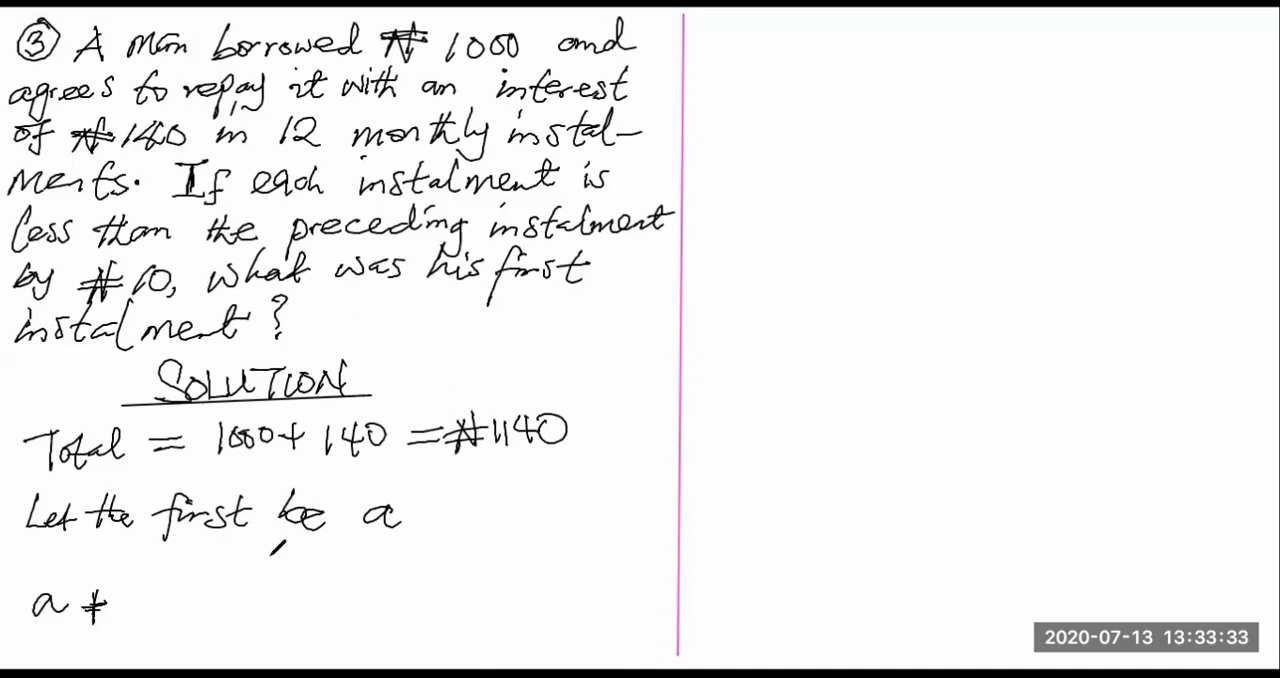 ③ A man borrowed ₦ 1000 and
agrees to repay it with an interest
of ₦140 in 12 monthly instal-
ments. If each instalment is
less than the preceding instalment
by ₦10, what was his first
instalment?
SOLUTION
Total = 1000 + 140 = ₦1140
Let the first be a
a +
2020-07-13 13:33:33